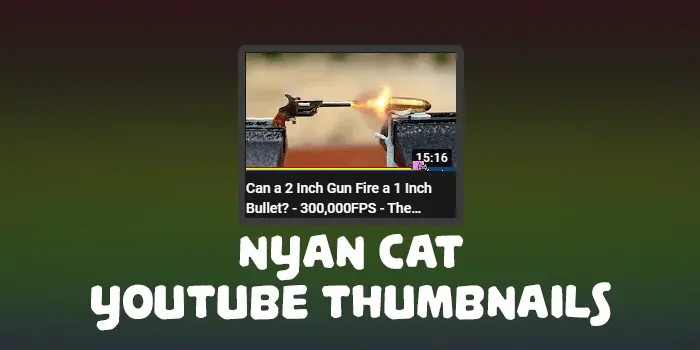 15:16
Can a 2 Inch Gun Fire a 1 Inch
Bullet? - 300,000FPS - The...
NYAN CAT
YOUTUBE THUMBNAILS